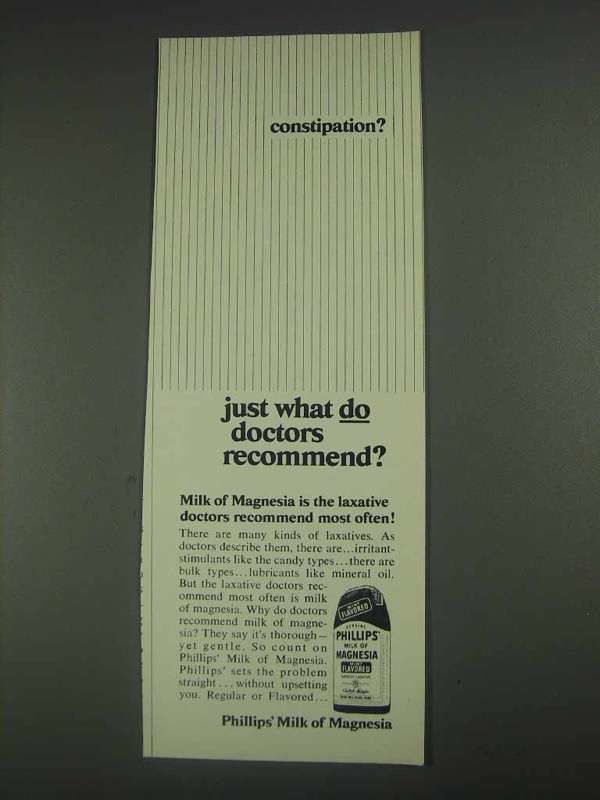 constipation?
just what do
doctors
recommend?
Milk of Magnesia is the laxative
doctors recommend most often!
There are many kinds of laxatives. As
doctors describe them, there are...irritant-
stimulants like the candy types...there are
bulk types...lubricants like mineral oil.
But the laxative doctors rec-
ommend most often is milk
of magnesia. Why do doctors
recommend milk of magne-
sia? They say it's thorough—
yet gentle. So count on
Phillips' Milk of Magnesia.
Phillips' sets the problem
straight...without upsetting
you. Regular or Flavored...
FLAVORED
GENUINE
PHILLIPS'
MILK OF
MAGNESIA
FLAVORED
Phillips' Milk of Magnesia